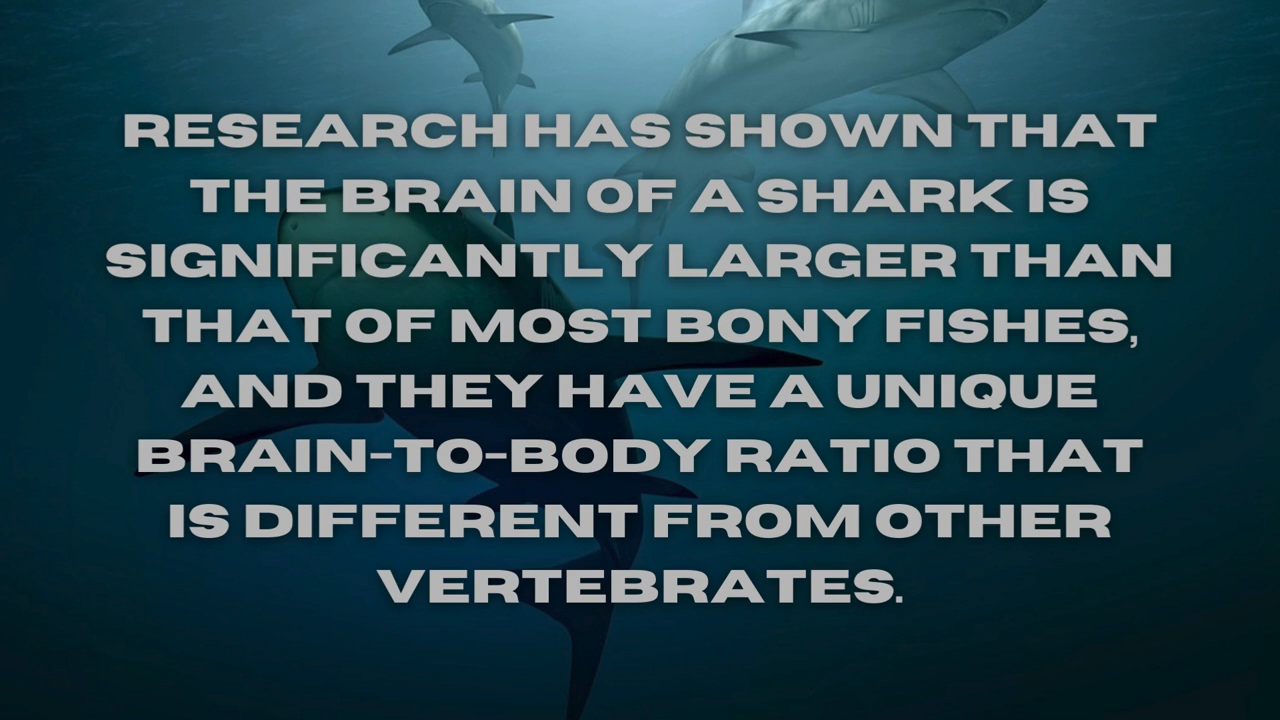 RESEARCH HAS SHOWN THAT
THE BRAIN OF A SHARK IS
SIGNIFICANTLY LARGER THAN
THAT OF MOST BONY FISHES,
AND THEY HAVE A UNIQUE
BRAIN-TO-BODY RATIO THAT
IS DIFFERENT FROM OTHER
VERTEBRATES.